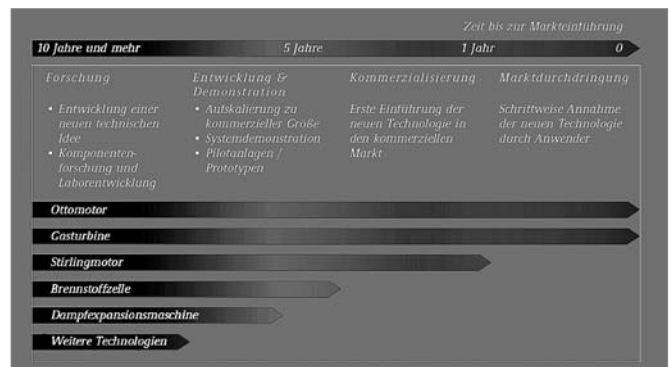 Zeit bis zur Markteinführung
10 Jahre und mehr 5 Jahre 1 Jahr 0
Forschung
• Entwicklung einer
neuen technischen
Idee
• Komponenten-
forschung und
Laborentwicklung
Entwicklung &
Demonstration
• Autskalierung zu
kommerzieller Größe
• Systemdemonstration
• Pilotanlagen /
Prototypen
Kommerzialisierung
Erste Einführung der
neuen Technologie in
den kommerziellen
Markt
Marktdurchdringung
Schrittweise Annahme
der neuen Technologie
durch Anwender
Ottomotor
Gasturbine
Stirlingmotor
Brennstoffzelle
Dampfexpansionsmaschine
Weitere Technologien